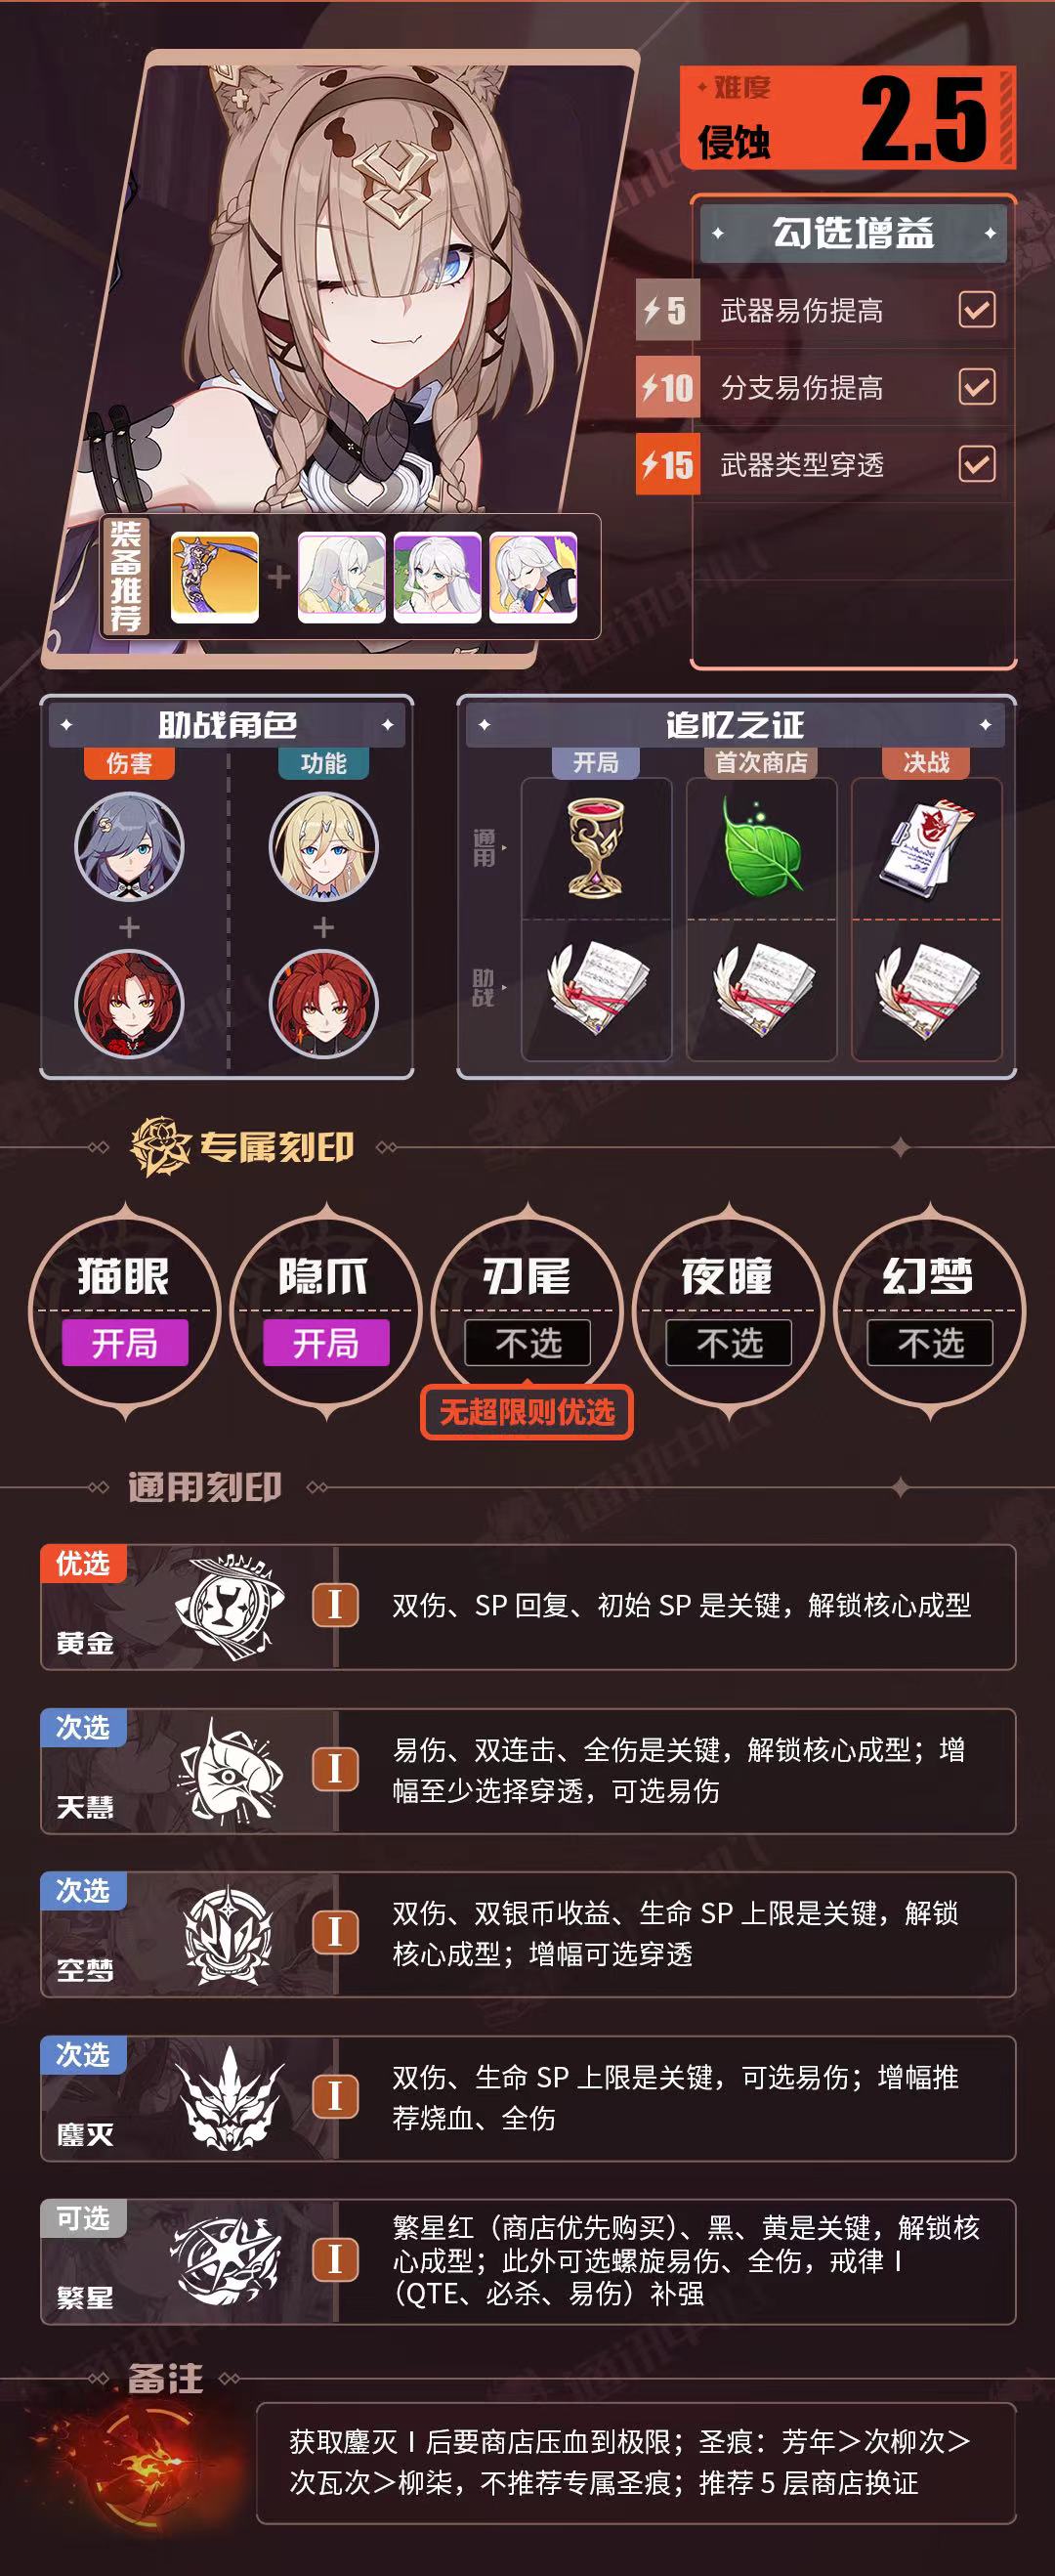 难度
侵蚀
2.5
勾选增益
5 武器易伤提高
10 分支易伤提高
15 武器类型穿透
装备推荐
助战角色
伤害
功能
追忆之证
开局
首次商店
决战
通用
助战
专属刻印
猫眼
开局
隐爪
开局
刃尾
不选
夜瞳
不选
幻梦
不选
无超限则优选
通用刻印
优选
黄金
I
双伤、SP 回复、初始 SP 是关键，解锁核心成型
次选
天慧
I
易伤、双连击、全伤是关键，解锁核心成型；增
幅至少选择穿透，可选易伤
次选
空梦
I
双伤、双银币收益、生命 SP 上限是关键，解锁
核心成型；增幅可选穿透
次选
鏖灭
I
双伤、生命 SP 上限是关键，可选易伤；增幅推
荐烧血、全伤
可选
繁星
I
繁星红（商店优先购买）、黑、黄是关键，解锁核
心成型；此外可选螺旋易伤、全伤，戒律 I
（QTE、必杀、易伤）补强
备注
获取鏖灭 I 后要商店压血到极限；圣痕：芳年＞次柳次＞
次瓦次＞柳柒，不推荐专属圣痕；推荐 5 层商店换证